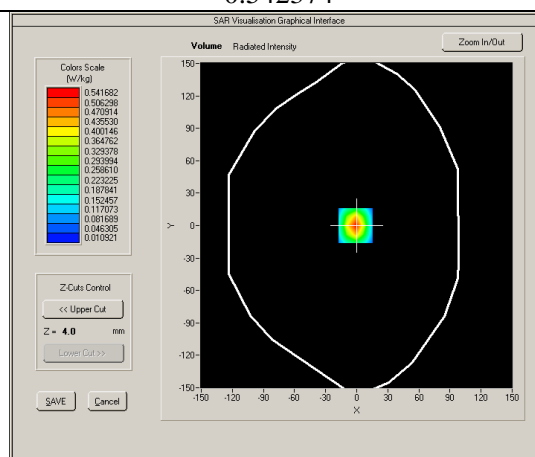 SAR Visualisation Graphical Interface
Volume Radiated Intensity
Zoom In/Out
Colors Scale
(W/kg)
0.541682
0.506298
0.470914
0.435530
0.400146
0.364762
0.329378
0.293994
0.258610
0.223225
0.187841
0.152457
0.117073
0.081689
0.046305
0.010921
Z-Cuts Control
<< Upper Cut
Z = 4.0 mm
Lower Cut >>
SAVE Cancel
150
120
90
60
30
0
-30
-60
-90
-120
-150
Y
-150 -120 -90 -60 -30 0 30 60 90 120 150
X